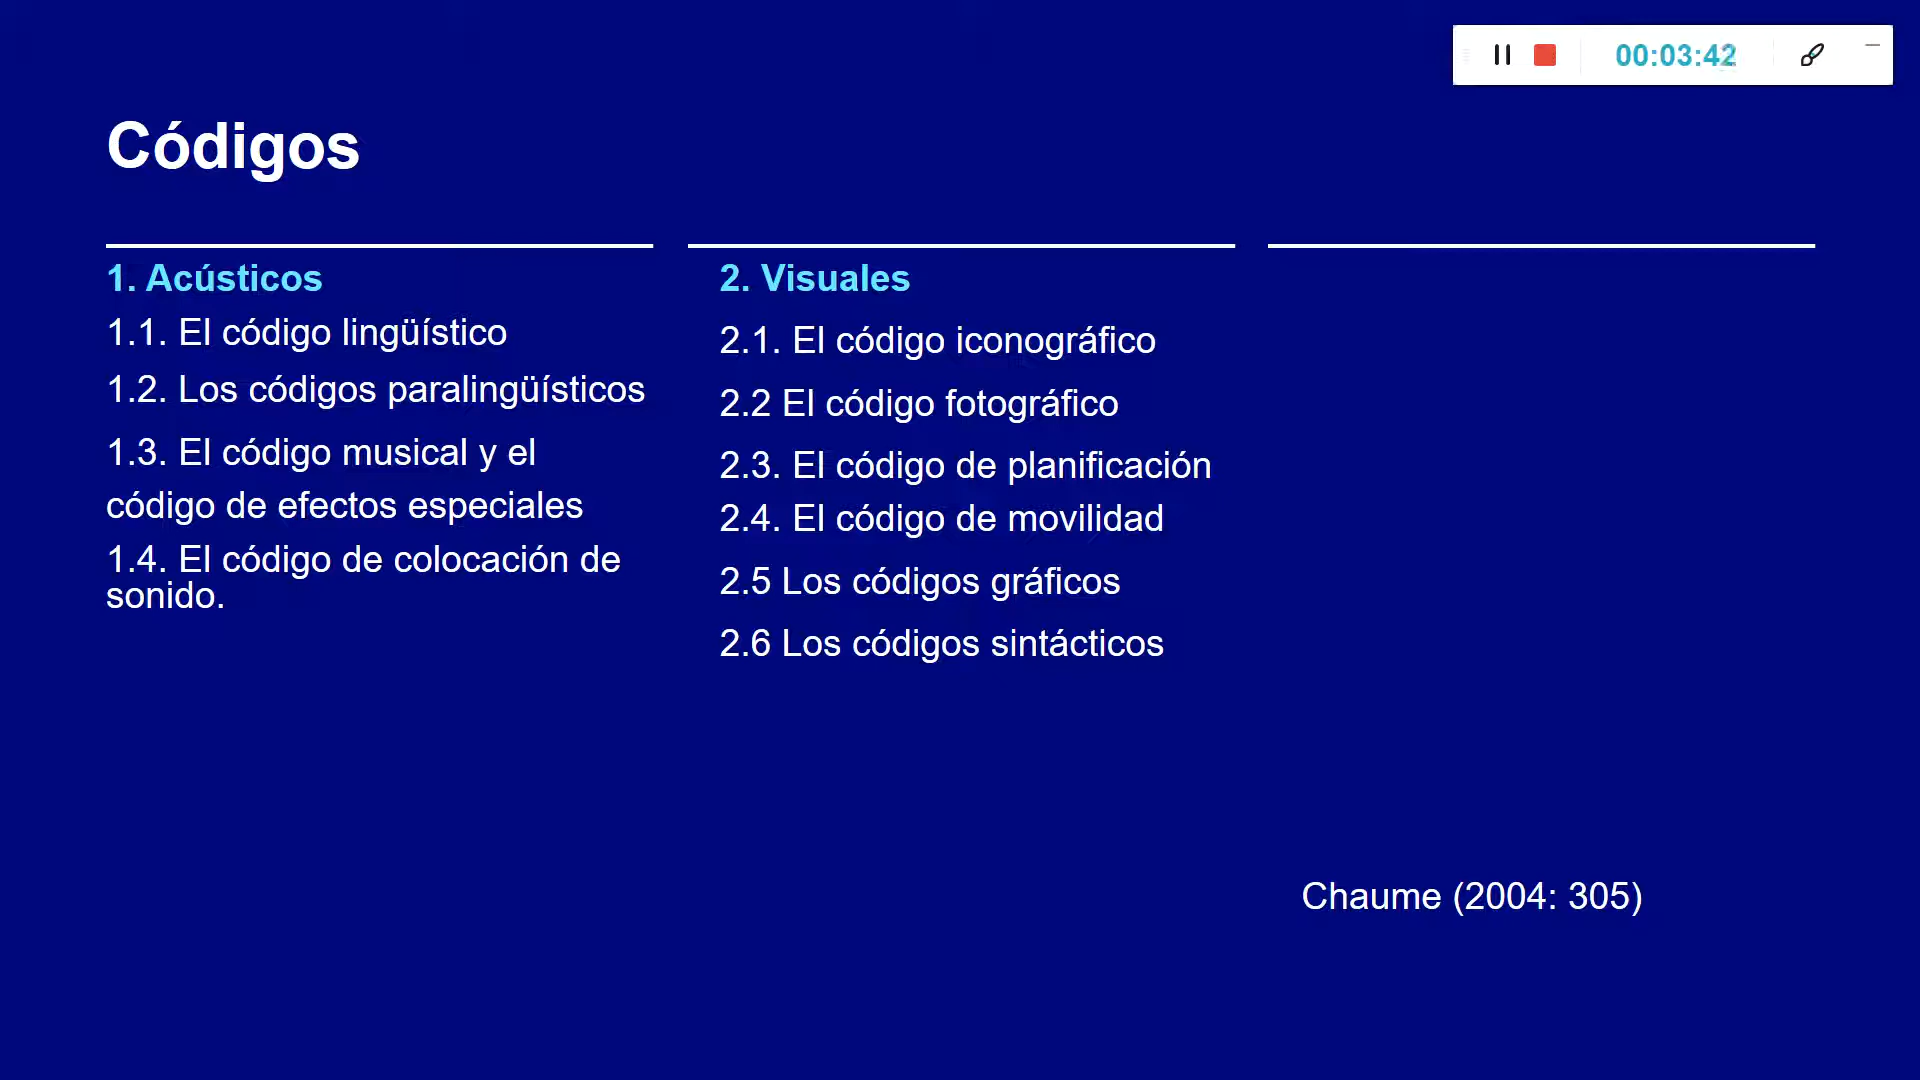 00:03:42
Códigos
1. Acústicos
1.1. El código lingüístico
1.2. Los códigos paralingüísticos
1.3. El código musical y el
código de efectos especiales
1.4. El código de colocación de
sonido.
2. Visuales
2.1. El código iconográfico
2.2 El código fotográfico
2.3. El código de planificación
2.4. El código de movilidad
2.5 Los códigos gráficos
2.6 Los códigos sintácticos
Chaume (2004: 305)